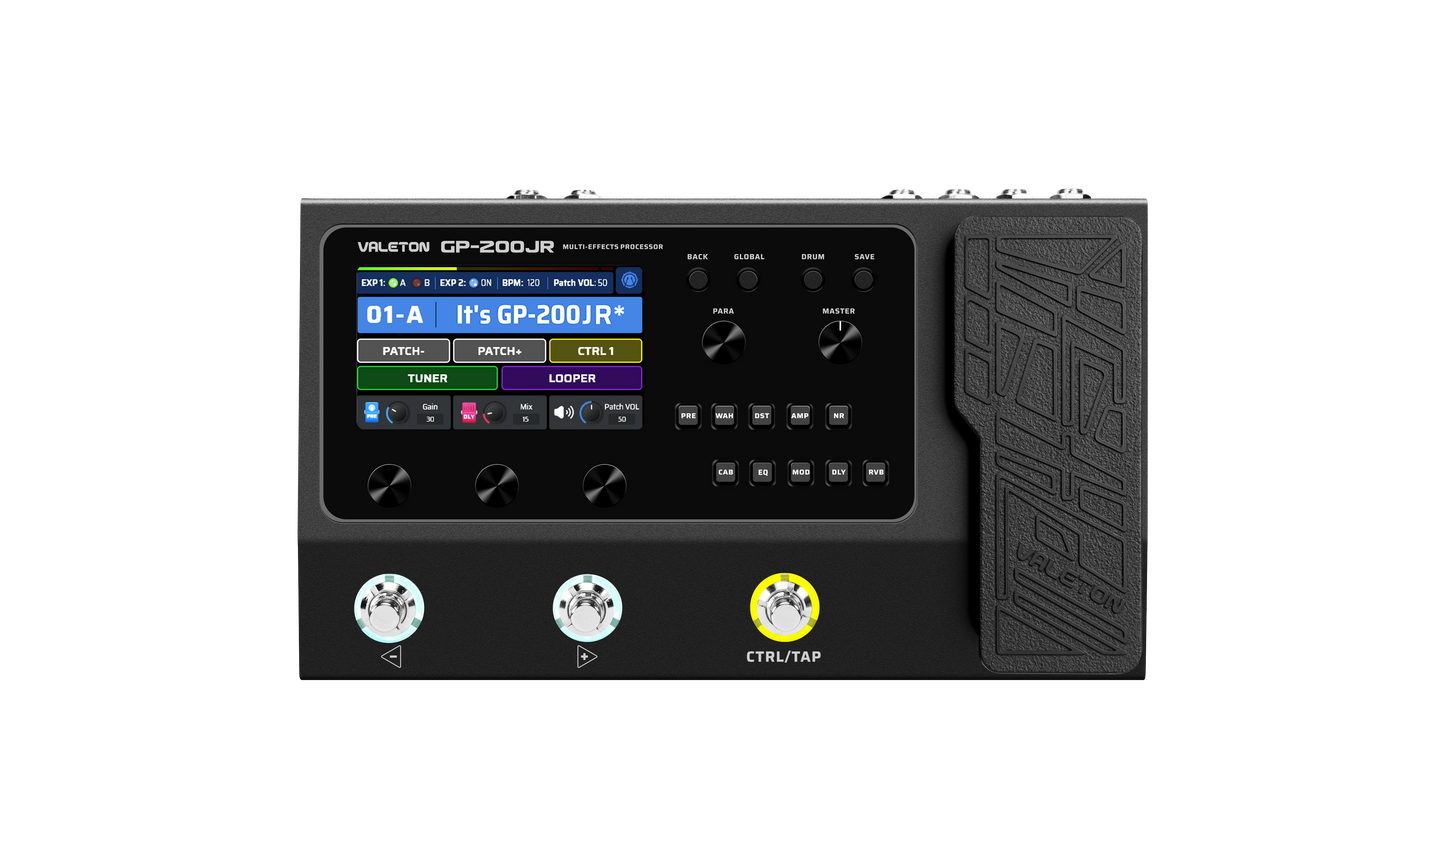 VALETON GP-200JR MULTI-EFFECTS PROCESSOR
BACK GLOBAL DRUM SAVE
EXP 1: A B EXP 2: ON BPM: 120 Patch VOL: 50
01-A It's GP-200JR*
PARA MASTER
PATCH- PATCH+ CTRL 1
TUNER LOOPER
PRE Gain 30 DLY Mix 15 Patch VOL 50
PRE WAH DST AMP NR
CAB EQ MOD DLY RVB
- + CTRL/TAP
VALETON